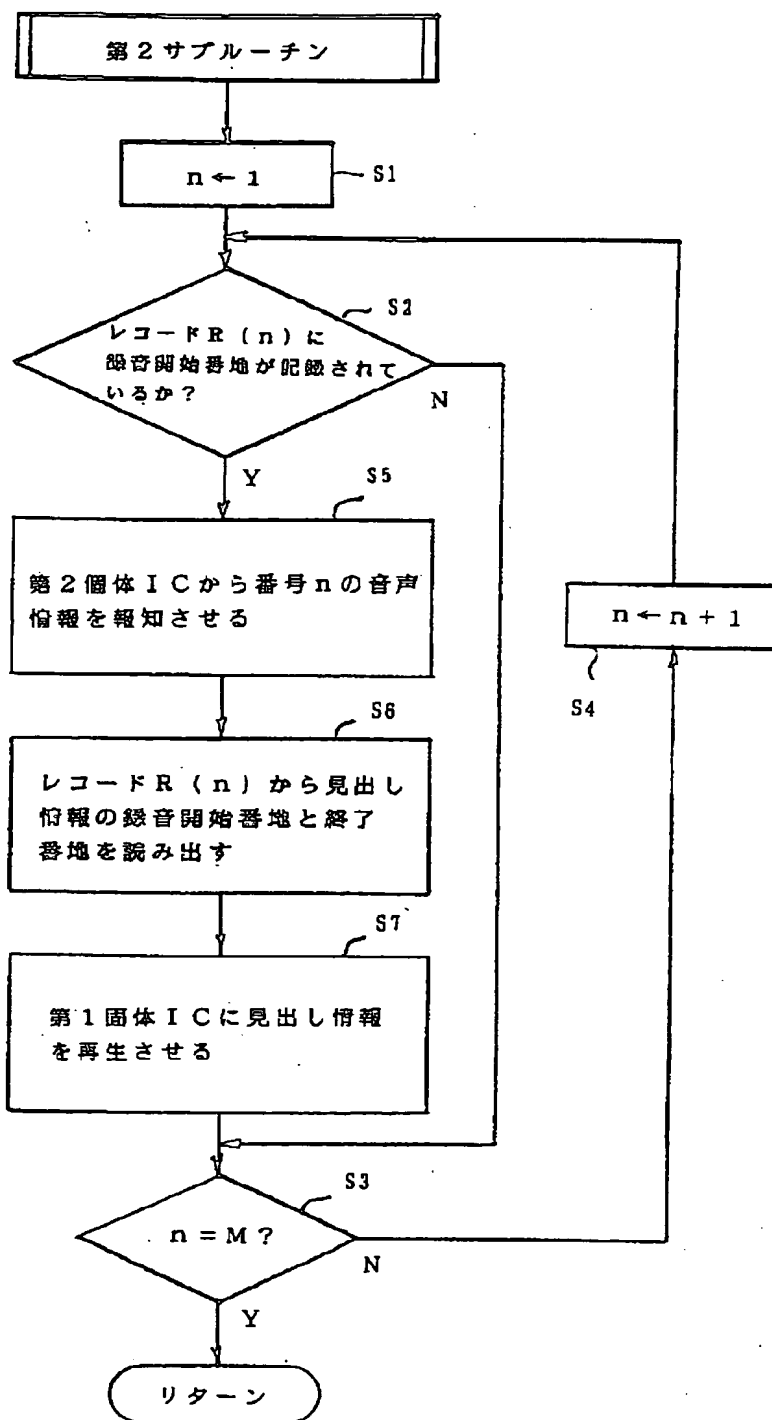 第2サブルーチン
n←1
S1
S2
レコードR(n)に
録音開始番地が記録されて
いるか?
N
Y
S5
第2個体ICから番号nの音声
情報を報知させる
n←n+1
S4
S6
レコードR(n)から見出し
情報の録音開始番地と終了
番地を読み出す
S7
第1固体ICに見出し情報
を再生させる
S3
n=M?
N
Y
リターン